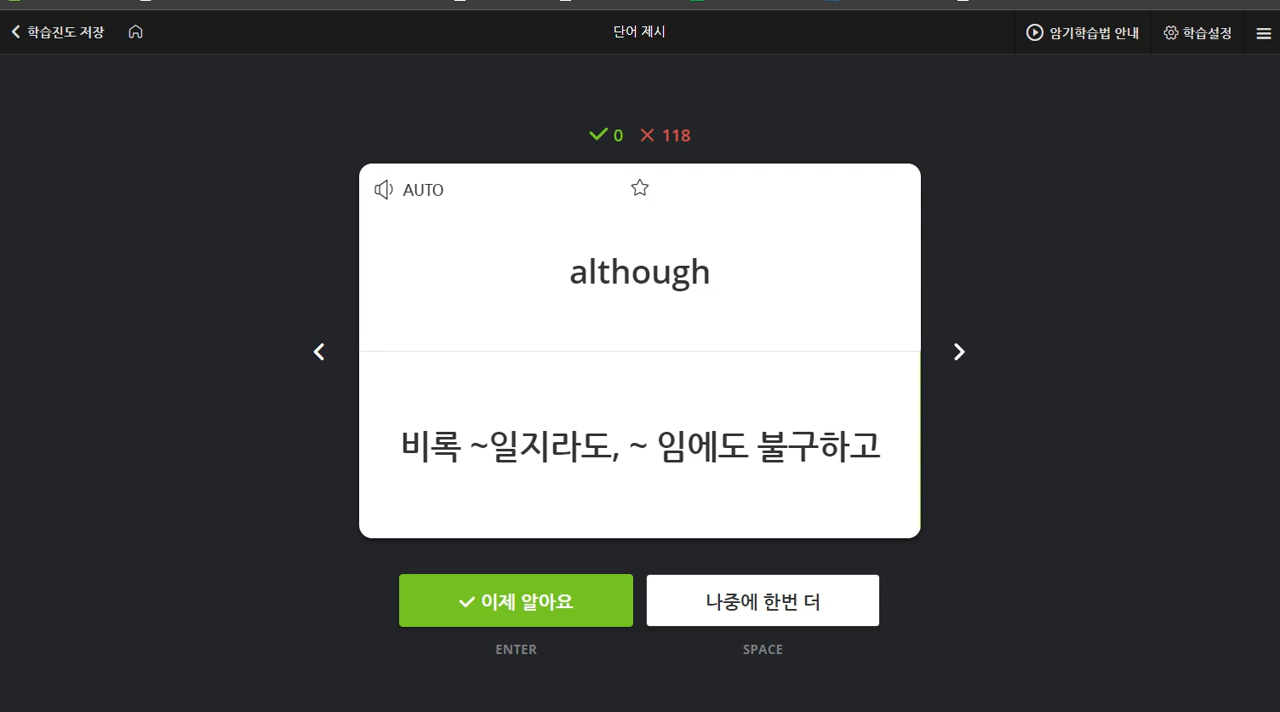 학습진도 저장
단어 제시
암기학습법 안내
학습설정
0
118
AUTO
although
비록 ~일지라도, ~ 임에도 불구하고
이제 알아요
나중에 한번 더
ENTER
SPACE